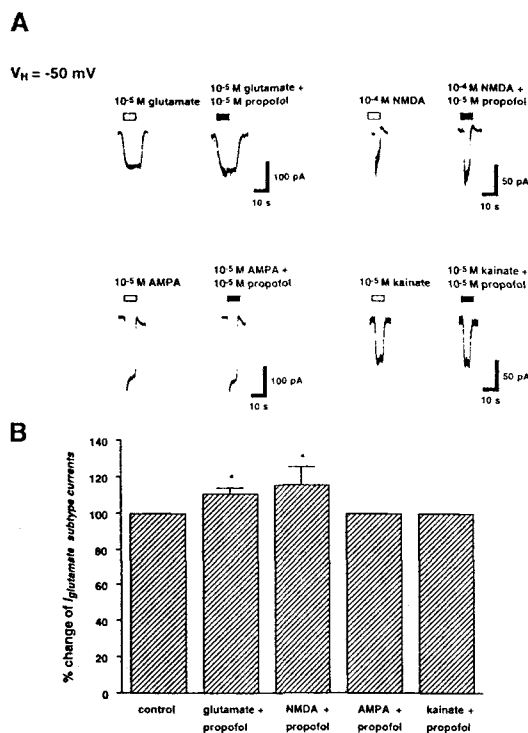 A
V_H = -50 mV
10⁻⁵ M glutamate
10⁻⁵ M glutamate +
10⁻⁵ M propofol
10⁻⁴ M NMDA
10⁻⁴ M NMDA +
10⁻⁵ M propofol
100 pA
10 s
50 pA
10 s
10⁻⁵ M AMPA
10⁻⁵ M AMPA +
10⁻⁵ M propofol
10⁻⁵ M kainate
10⁻⁵ M kainate +
10⁻⁵ M propofol
100 pA
10 s
50 pA
10 s
B
% change of I_glutamate subtype currents
140
120
100
80
60
40
20
0
*
*
control
glutamate +
propofol
NMDA +
propofol
AMPA +
propofol
kainate +
propofol